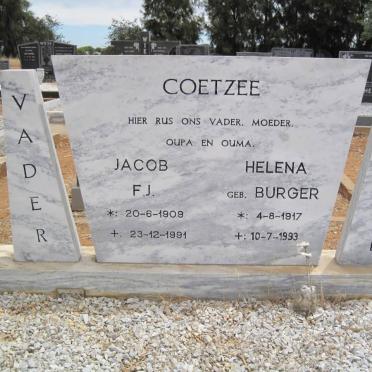 VADER
COETZEE
HIER RUS ONS VADER, MOEDER,
OUPA EN OUMA.
JACOB
F.J.
*: 20-6-1909
+: 23-12-1991
HELENA
GEB. BURGER
*: 4-8-1917
+: 10-7-1993